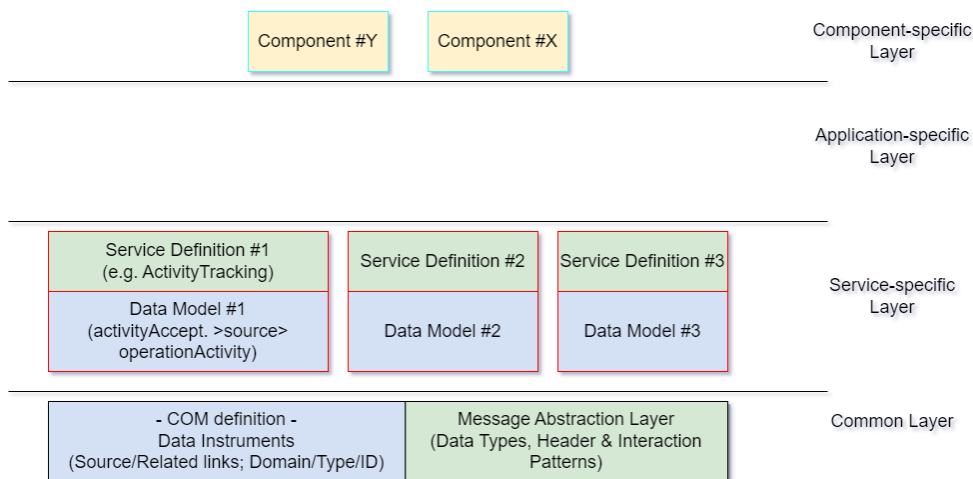 Component #Y
Component #X
Component-specific
Layer
Application-specific
Layer
Service Definition #1
(e.g. ActivityTracking)
Service Definition #2
Service Definition #3
Data Model #1
(activityAccept. >source>
operationActivity)
Data Model #2
Data Model #3
Service-specific
Layer
- COM definition -
Data Instruments
(Source/Related links; Domain/Type/ID)
Message Abstraction Layer
(Data Types, Header & Interaction
Patterns)
Common Layer